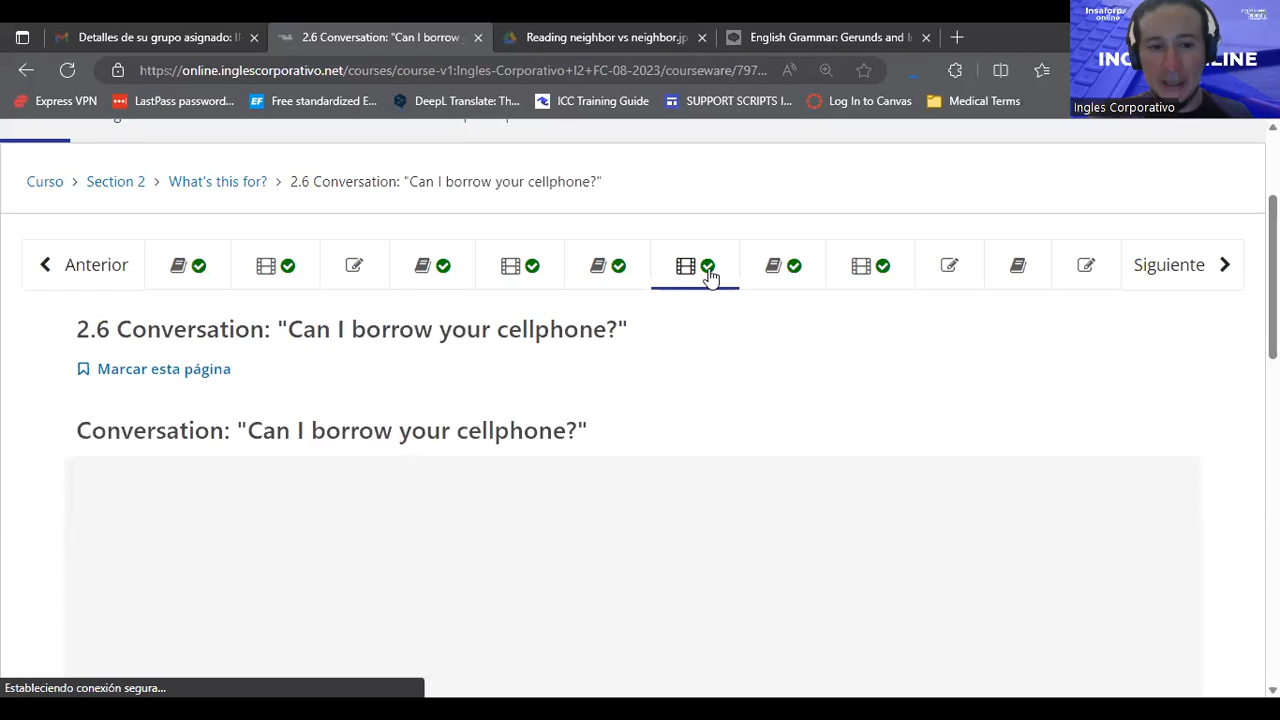 Detalles de su grupo asignado: I
2.6 Conversation: "Can I borrow
Reading neighbor vs neighbor.jp
English Grammar: Gerunds and I
https://online.inglescorporativo.net/courses/course-v1:Ingles-Corporativo+I2+FC-08-2023/courseware/797...
Express VPN
LastPass password...
Free standardized E...
DeepL Translate: Th...
ICC Training Guide
SUPPORT SCRIPTS I...
Log In to Canvas
Medical Terms
Insaforp
online
INC
LINE
Ingles Corporativo
Curso > Section 2 > What's this for? > 2.6 Conversation: "Can I borrow your cellphone?"
Anterior
Siguiente
2.6 Conversation: "Can I borrow your cellphone?"
Marcar esta página
Conversation: "Can I borrow your cellphone?"
Estableciendo conexión segura...